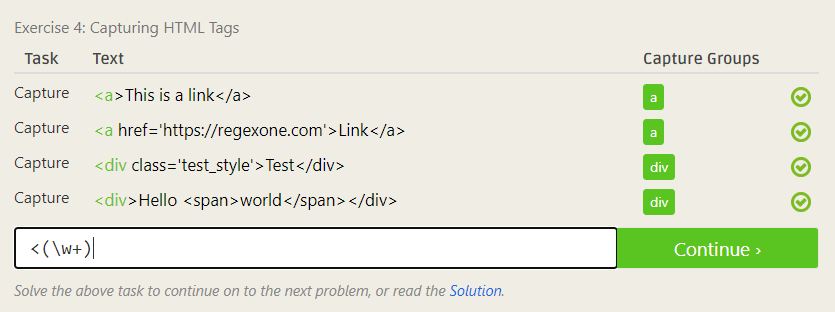 Exercise 4: Capturing HTML Tags
Task Text Capture Groups
Capture <a>This is a link</a> a
Capture <a href='https://regexone.com'>Link</a> a
Capture <div class='test_style'>Test</div> div
Capture <div>Hello <span>world</span></div> div
<(\w+) Continue ›
Solve the above task to continue on to the next problem, or read the Solution.